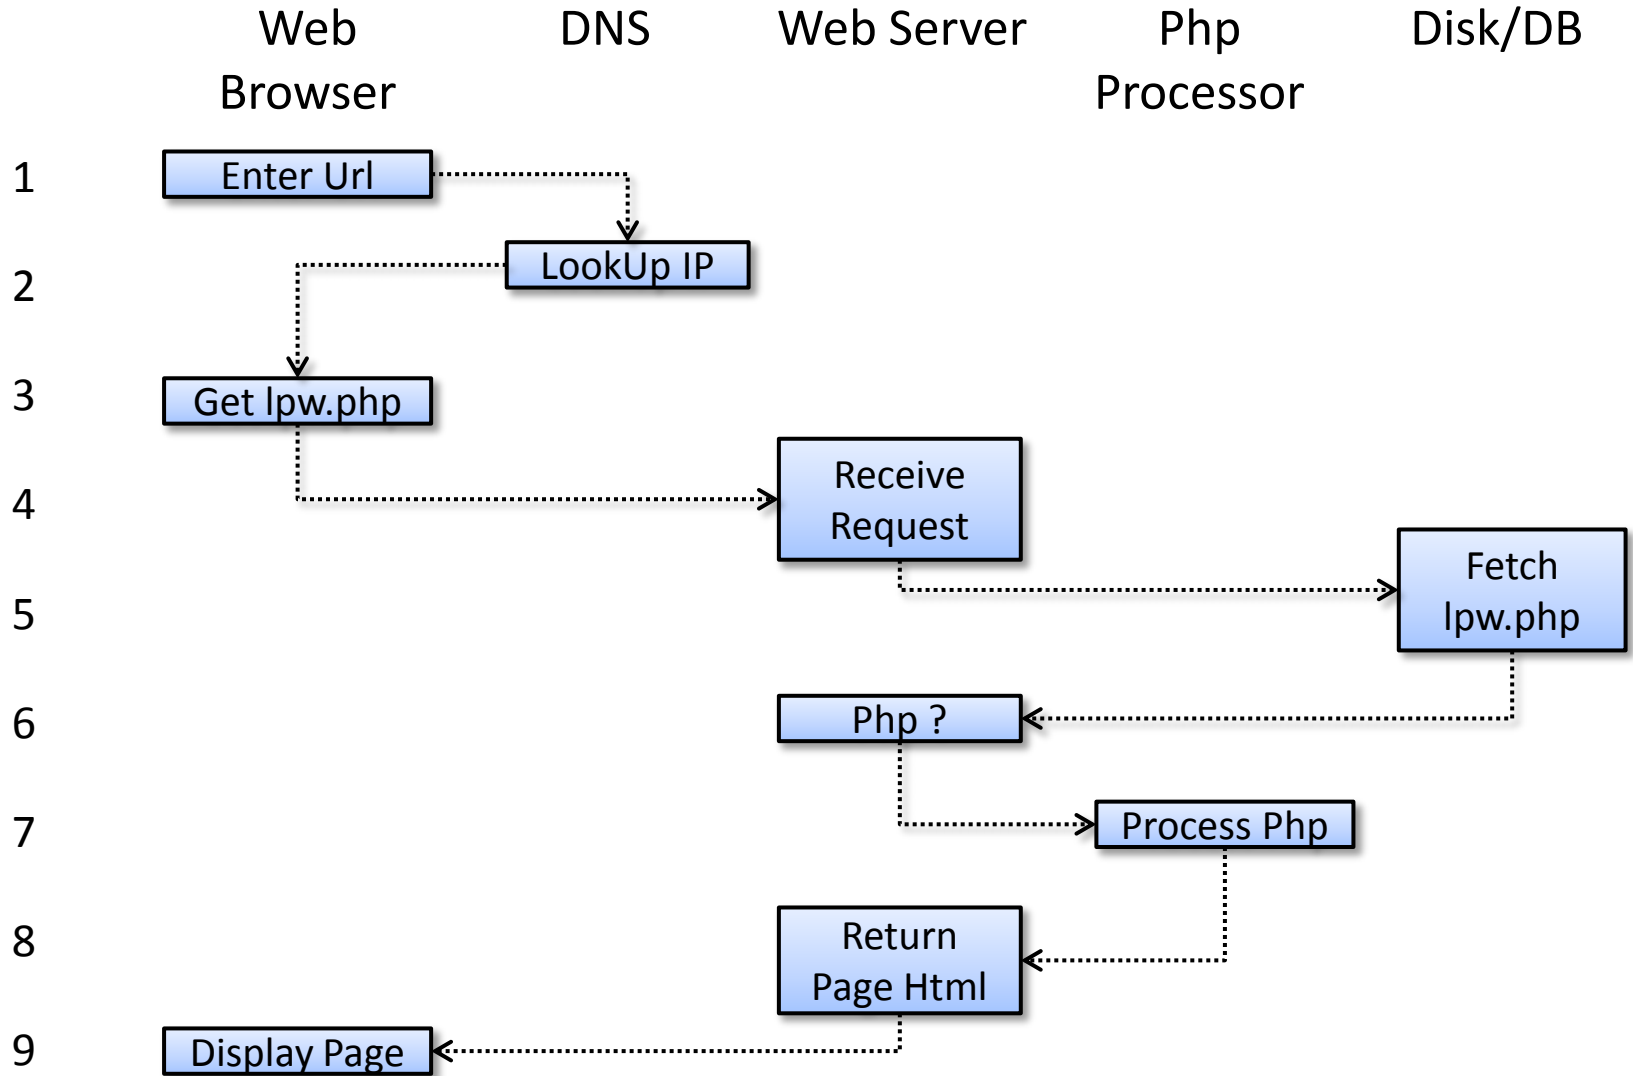 Web
Browser
DNS
Web Server
Php
Processor
Disk/DB
1
Enter Url
2
LookUp IP
3
Get lpw.php
4
Receive
Request
5
Fetch
lpw.php
6
Php ?
7
Process Php
8
Return
Page Html
9
Display Page